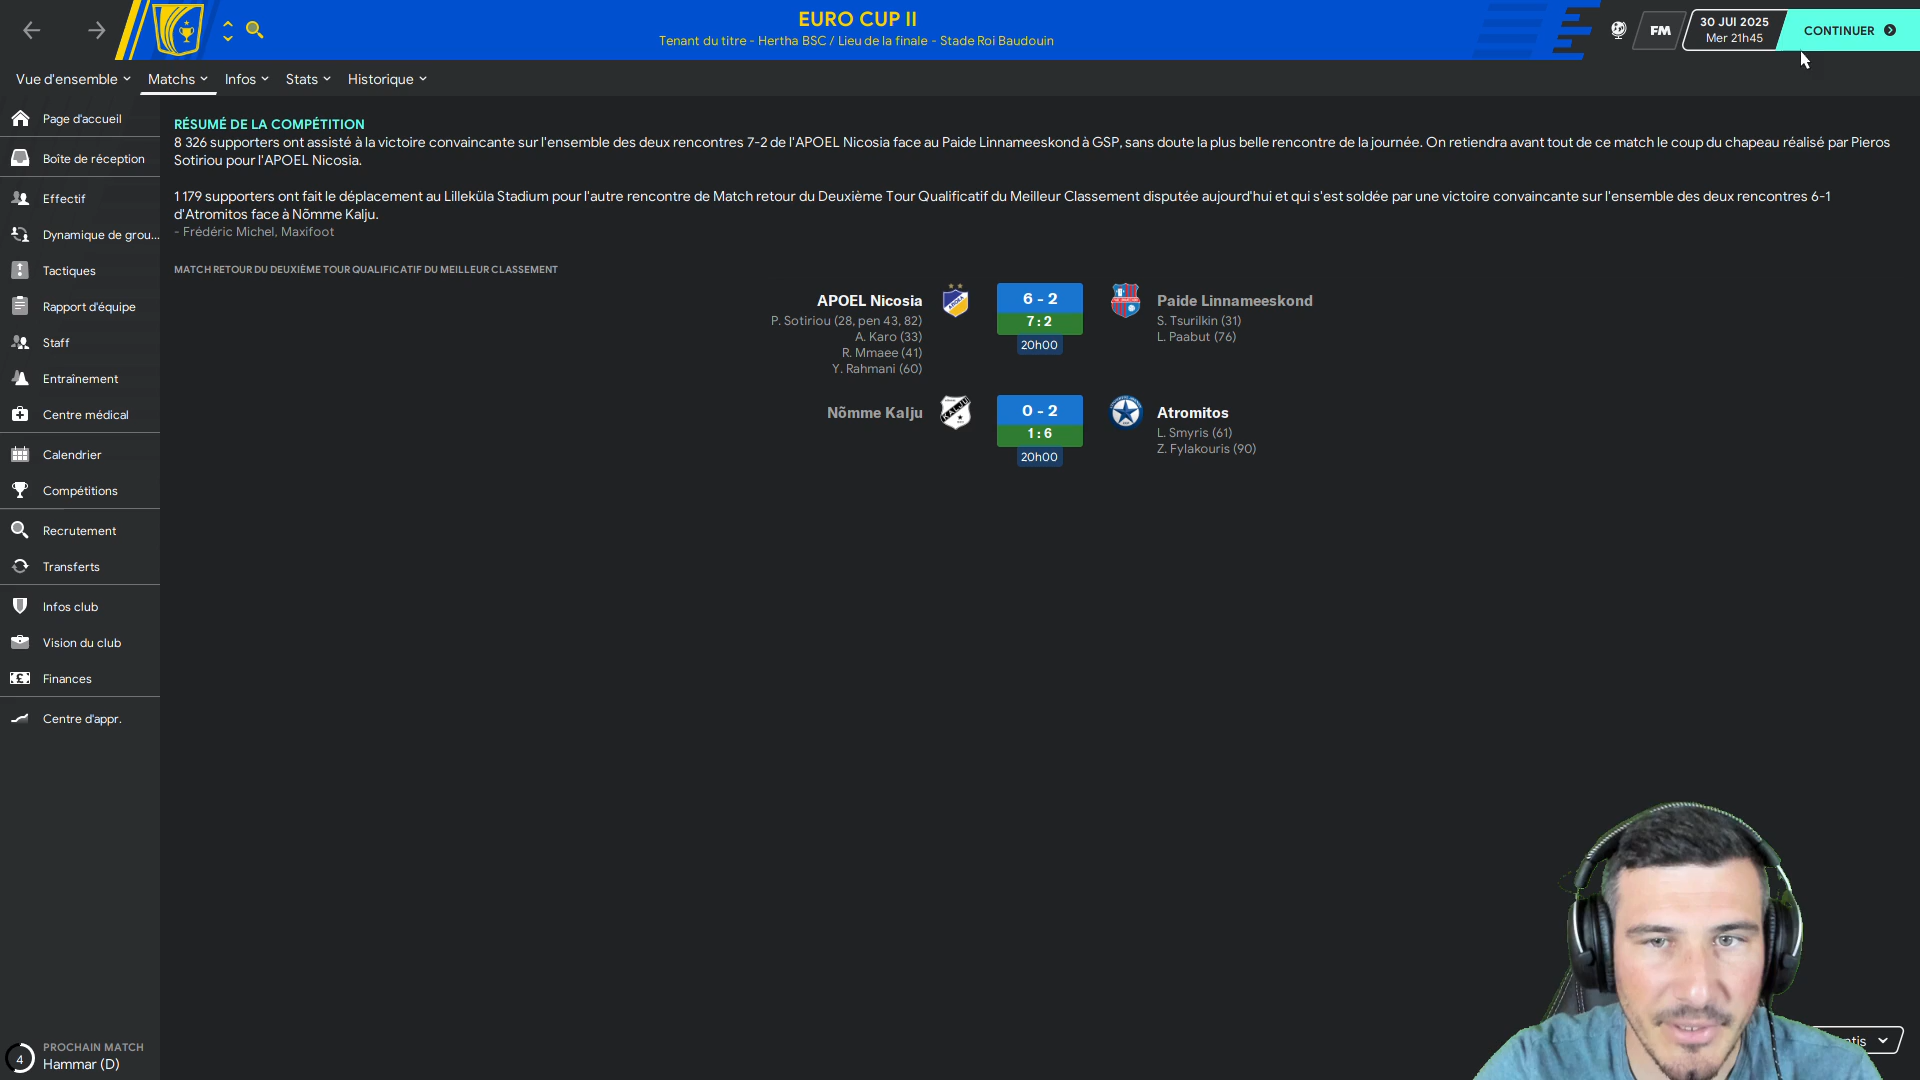 EURO CUP II
Tenant du titre - Hertha BSC / Lieu de la finale - Stade Roi Baudouin
FM
30 JUI 2025
Mer 21h45
CONTINUER
Vue d'ensemble
Matchs
Infos
Stats
Historique
Page d'accueil
Boîte de réception
Effectif
Dynamique de grou...
Tactiques
Rapport d'équipe
Staff
Entraînement
Centre médical
Calendrier
Compétitions
Recrutement
Transferts
Infos club
Vision du club
Finances
Centre d'appr.
4
PROCHAIN MATCH
Hammar (D)
RÉSUMÉ DE LA COMPÉTITION
8 326 supporters ont assisté à la victoire convaincante sur l'ensemble des deux rencontres 7-2 de l'APOEL Nicosia face au Paide Linnameeskond à GSP, sans doute la plus belle rencontre de la journée. On retiendra avant tout de ce match le coup du chapeau réalisé par Pieros
Sotiriou pour l'APOEL Nicosia.
1 179 supporters ont fait le déplacement au Lilleküla Stadium pour l'autre rencontre de Match retour du Deuxième Tour Qualificatif du Meilleur Classement disputée aujourd'hui et qui s'est soldée par une victoire convaincante sur l'ensemble des deux rencontres 6-1
d'Atromitos face à Nõmme Kalju.
- Frédéric Michel, Maxifoot
MATCH RETOUR DU DEUXIÈME TOUR QUALIFICATIF DU MEILLEUR CLASSEMENT
APOEL Nicosia
P. Sotiriou (28, pen 43, 82)
A. Karo (33)
R. Mmaee (41)
Y. Rahmani (60)
6 - 2
7 : 2
20h00
Paide Linnameeskond
S. Tsurilkin (31)
L. Paabut (76)
Nõmme Kalju
0 - 2
1 : 6
20h00
Atromitos
L. Smyris (61)
Z. Fylakouris (90)